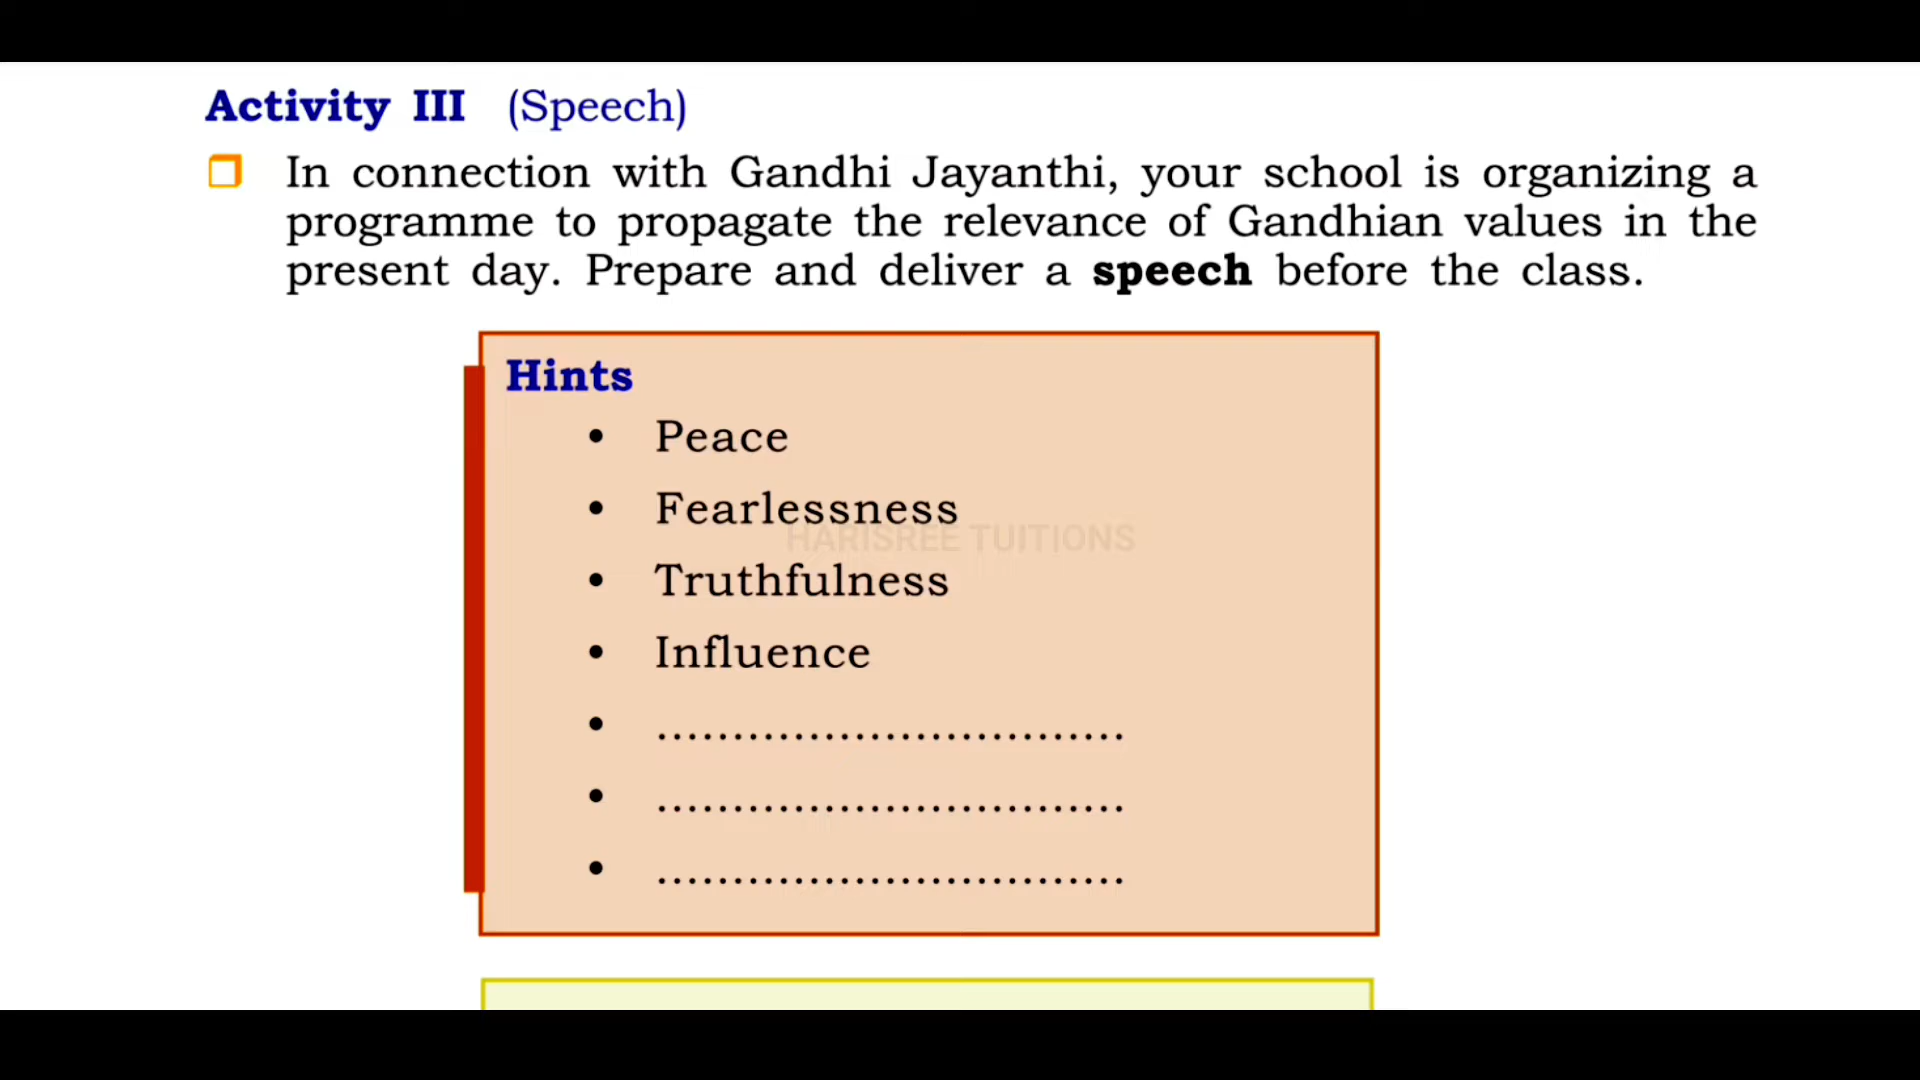 Activity III (Speech)
In connection with Gandhi Jayanthi, your school is organizing a
programme to propagate the relevance of Gandhian values in the
present day. Prepare and deliver a speech before the class.
Hints
• Peace
• Fearlessness
HARISREE TUITIONS
• Truthfulness
• Influence
• ...............................
• ...............................
• ...............................